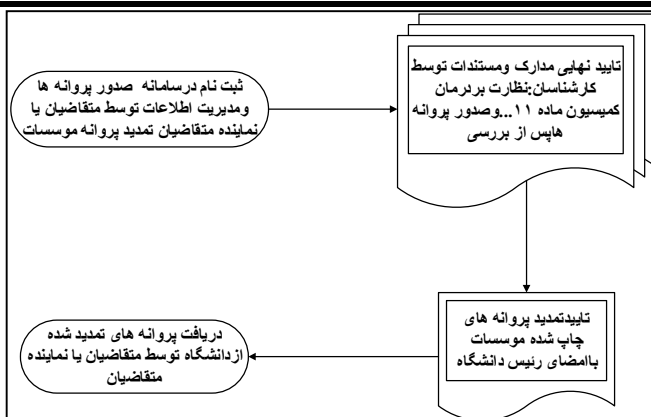 ثبت نام درسامانه صدور پروانه ها
ومدیریت اطلاعات توسط متقاضیان یا
نماینده متقاضیان تمدید پروانه موسسات
تایید نهایی مدارک ومستندات توسط
کارشناسان:نظارت بردرمان
کمیسیون ماده ۱۱...وصدور پروانه
هاپس از بررسی
تاییدتمدید پروانه های
چاپ شده موسسات
باامضای رئیس دانشگاه
دریافت پروانه های تمدید شده
ازدانشگاه توسط متقاضیان یا نماینده
متقاضیان